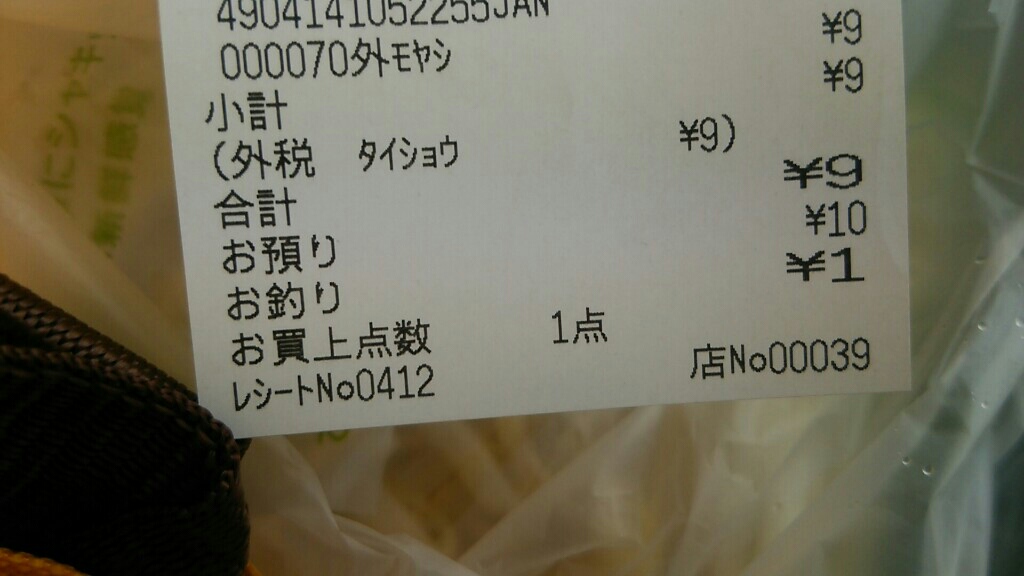 4904141052255JAN
000070外モヤシ ¥9
小計 ¥9
(外税 タイショウ ¥9)
合計 ¥9
お預り ¥10
お釣り ¥1
お買上点数 1点
レシートNo0412 店No00039